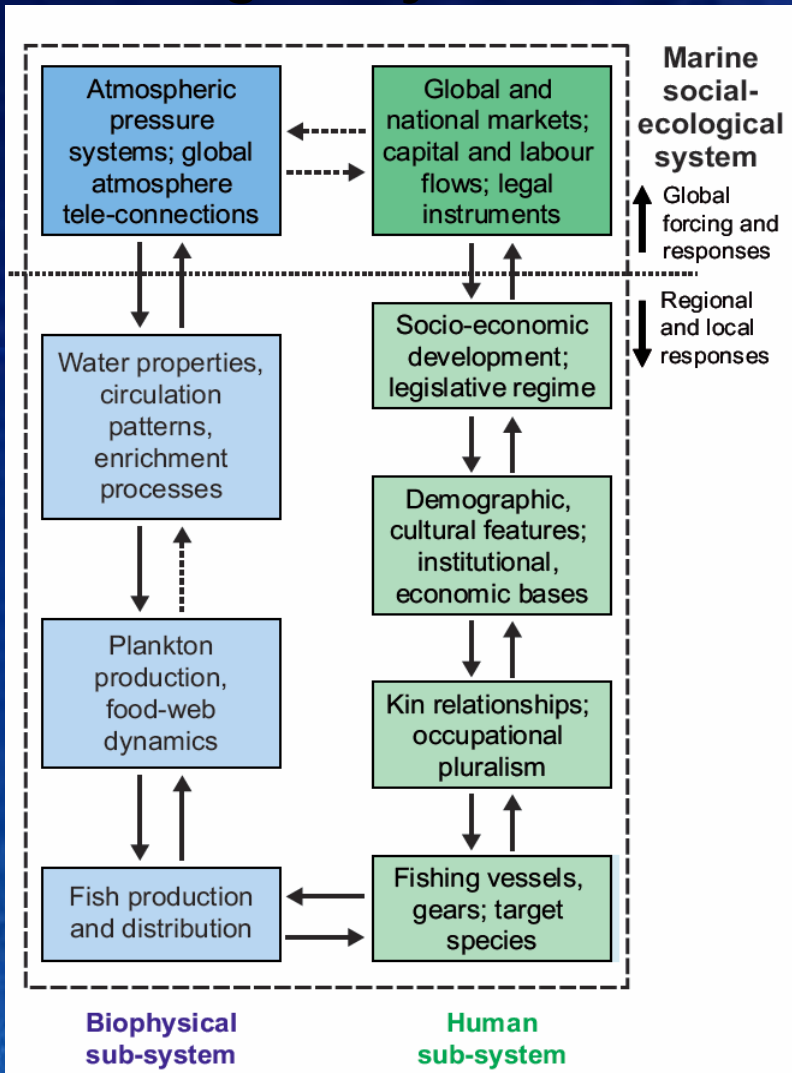 Atmospheric
pressure
systems; global
atmosphere
tele-connections
Global and
national markets;
capital and labour
flows; legal
instruments
Marine
social-
ecological
system
Global
forcing and
responses
Regional
and local
responses
Water properties,
circulation
patterns,
enrichment
processes
Socio-economic
development;
legislative regime
Demographic,
cultural features;
institutional,
economic bases
Plankton
production,
food-web
dynamics
Kin relationships;
occupational
pluralism
Fish production
and distribution
Fishing vessels,
gears; target
species
Biophysical
sub-system
Human
sub-system